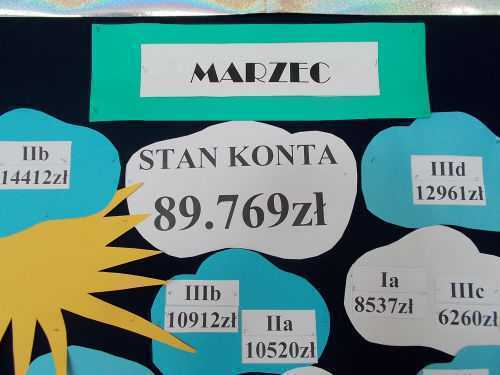 MARZEC
IIb
14412zł
STAN KONTA
89.769zł
IIId
12961zł
IIIb
10912zł
IIa
10520zł
Ia
8537zł
IIIc
6260zł